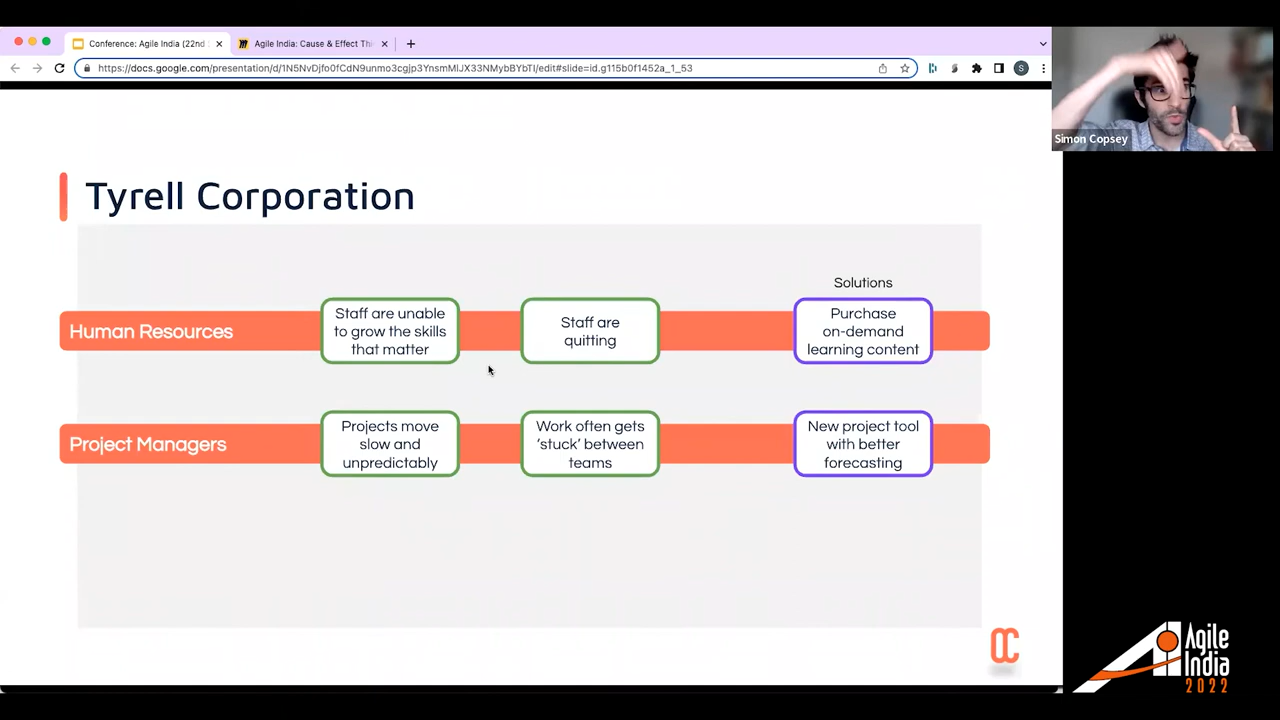 Conference: Agile India (22nd
Agile India: Cause & Effect Thi
https://docs.google.com/presentation/d/1N5NvDjfo0fCdN9unmo3cgjp3YnsmMlJX33NMybBYbTI/edit#slide=id.g115b0f1452a_1_53
S
Simon Copsey
Tyrell Corporation
Solutions
Human Resources
Staff are unable
to grow the skills
that matter
Staff are
quitting
Purchase
on-demand
learning content
Project Managers
Projects move
slow and
unpredictably
Work often gets
‘stuck’ between
teams
New project tool
with better
forecasting
OC
Agile
India
2022